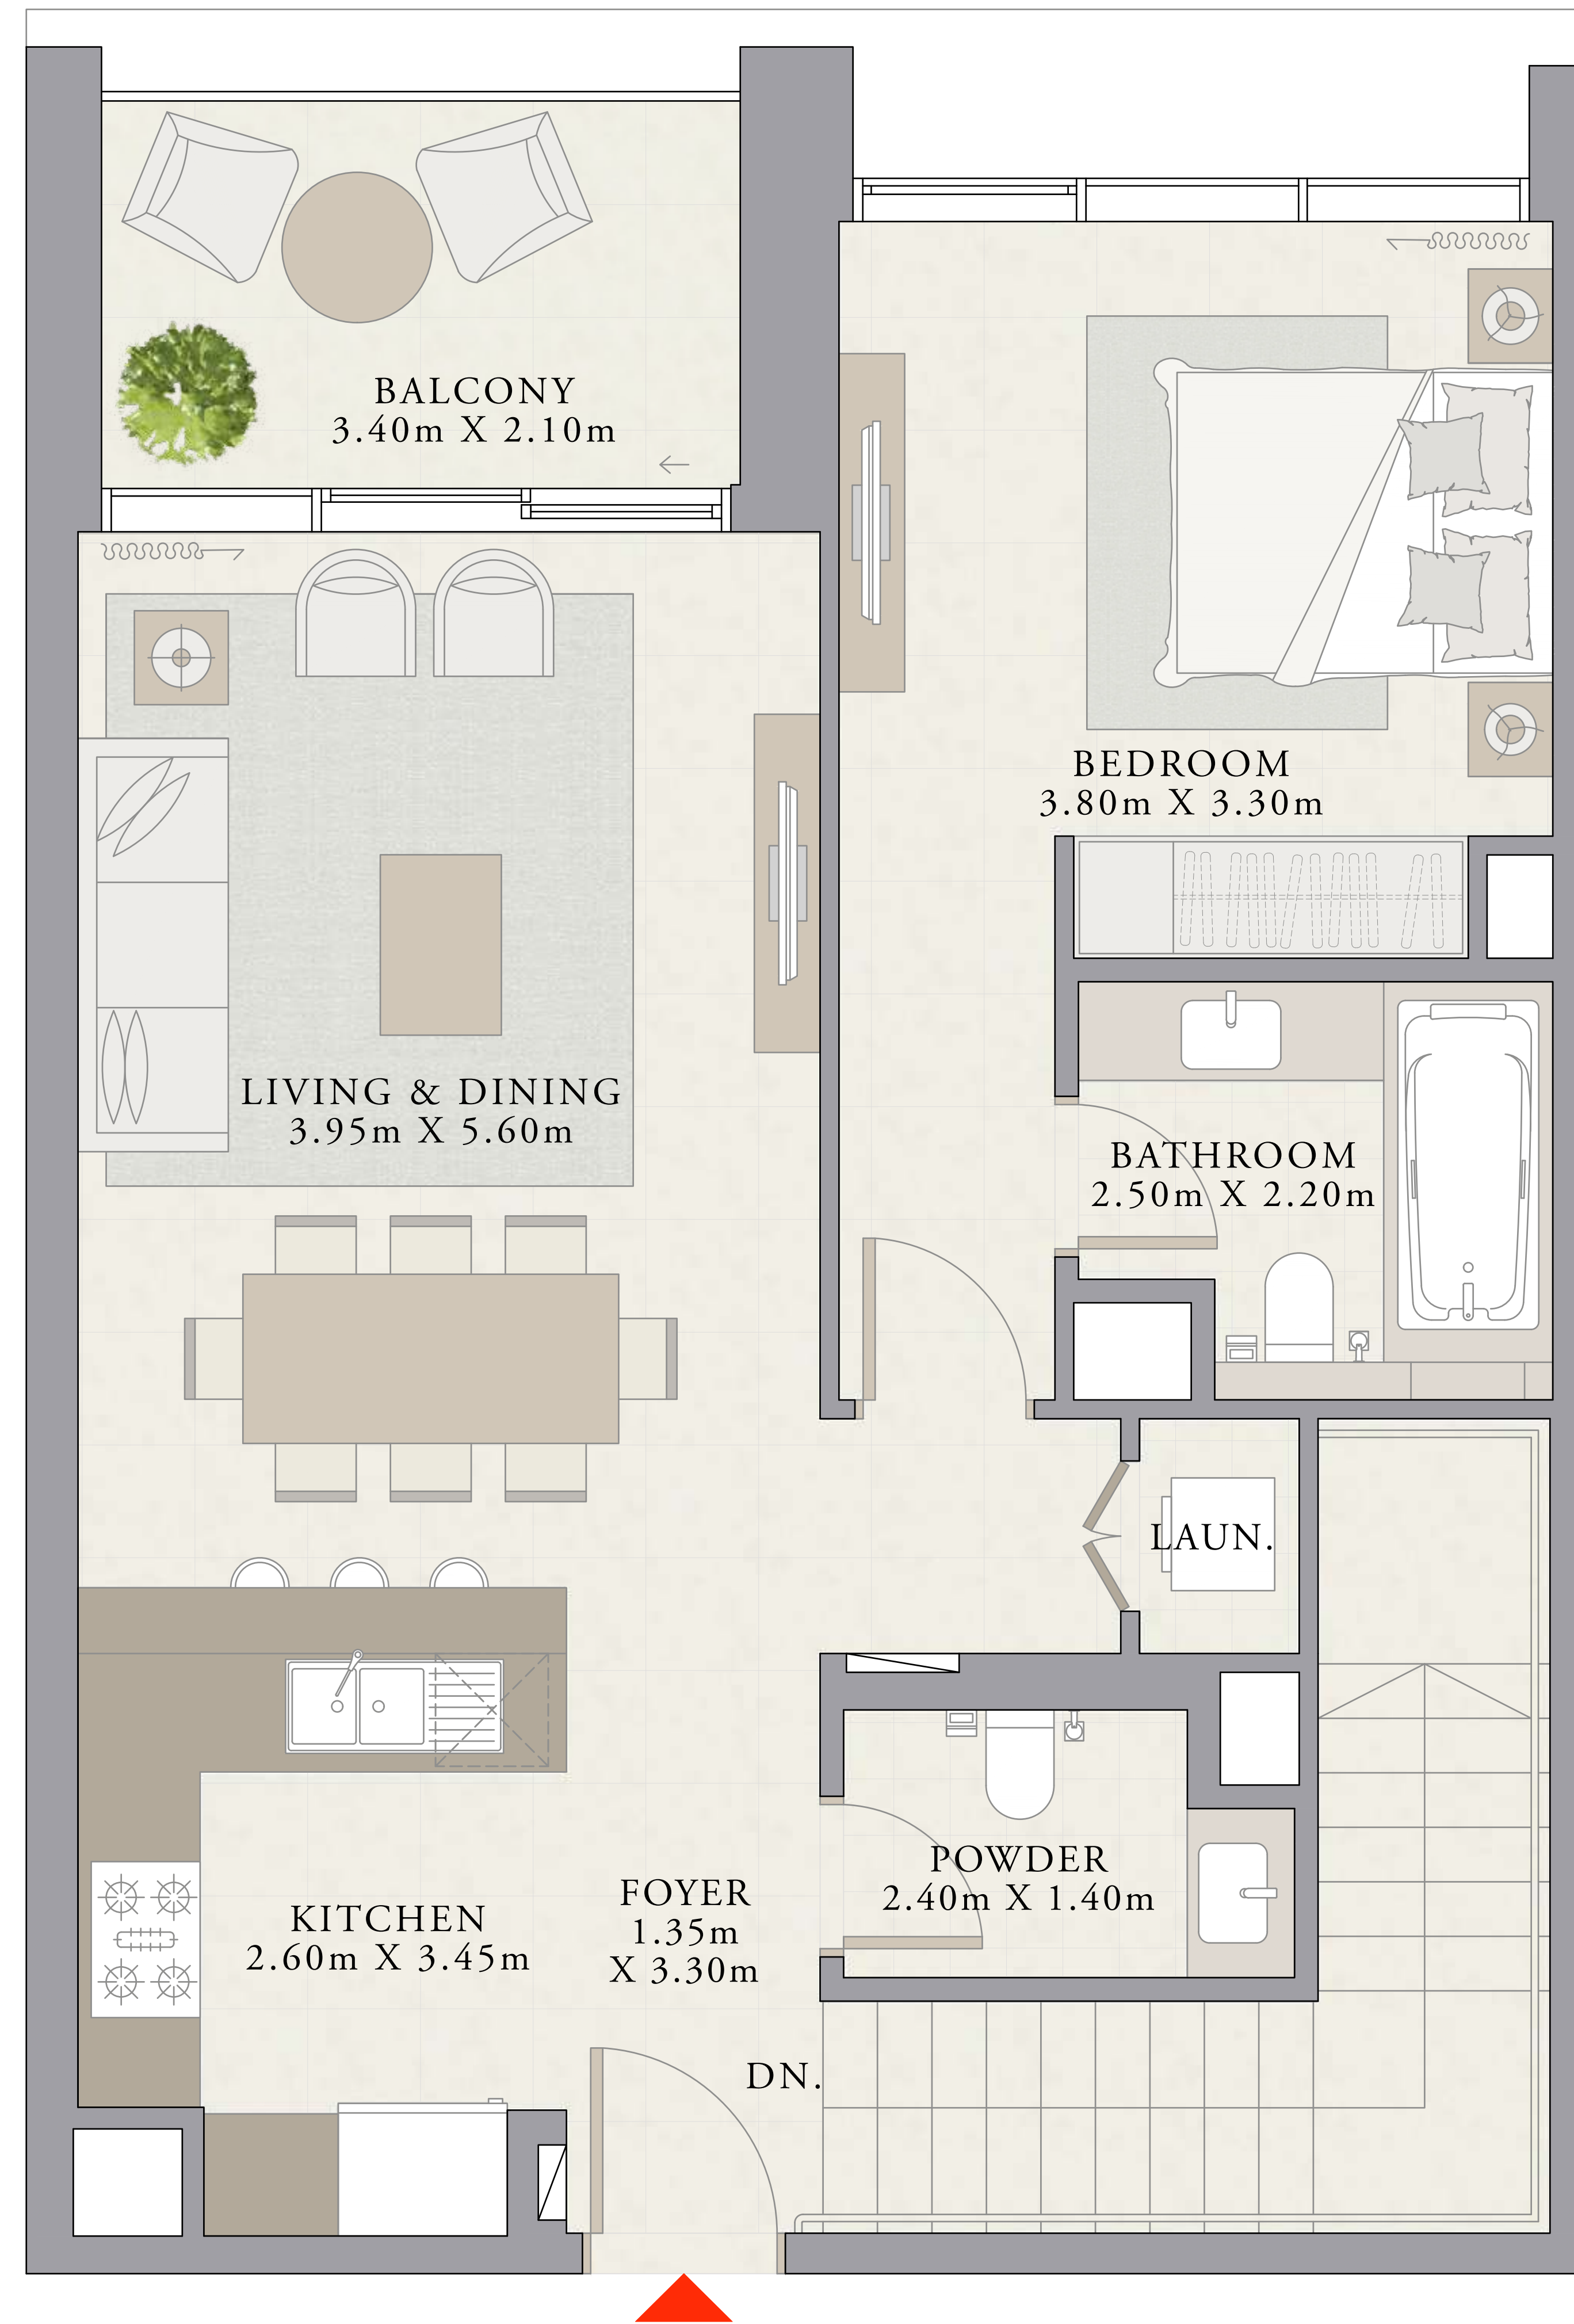 BALCONY
3.40m X 2.10m
BEDROOM
3.80m X 3.30m
LIVING & DINING
3.95m X 5.60m
BATHROOM
2.50m X 2.20m
LAUN.
POWDER
2.40m X 1.40m
FOYER
1.35m
X 3.30m
KITCHEN
2.60m X 3.45m
DN.